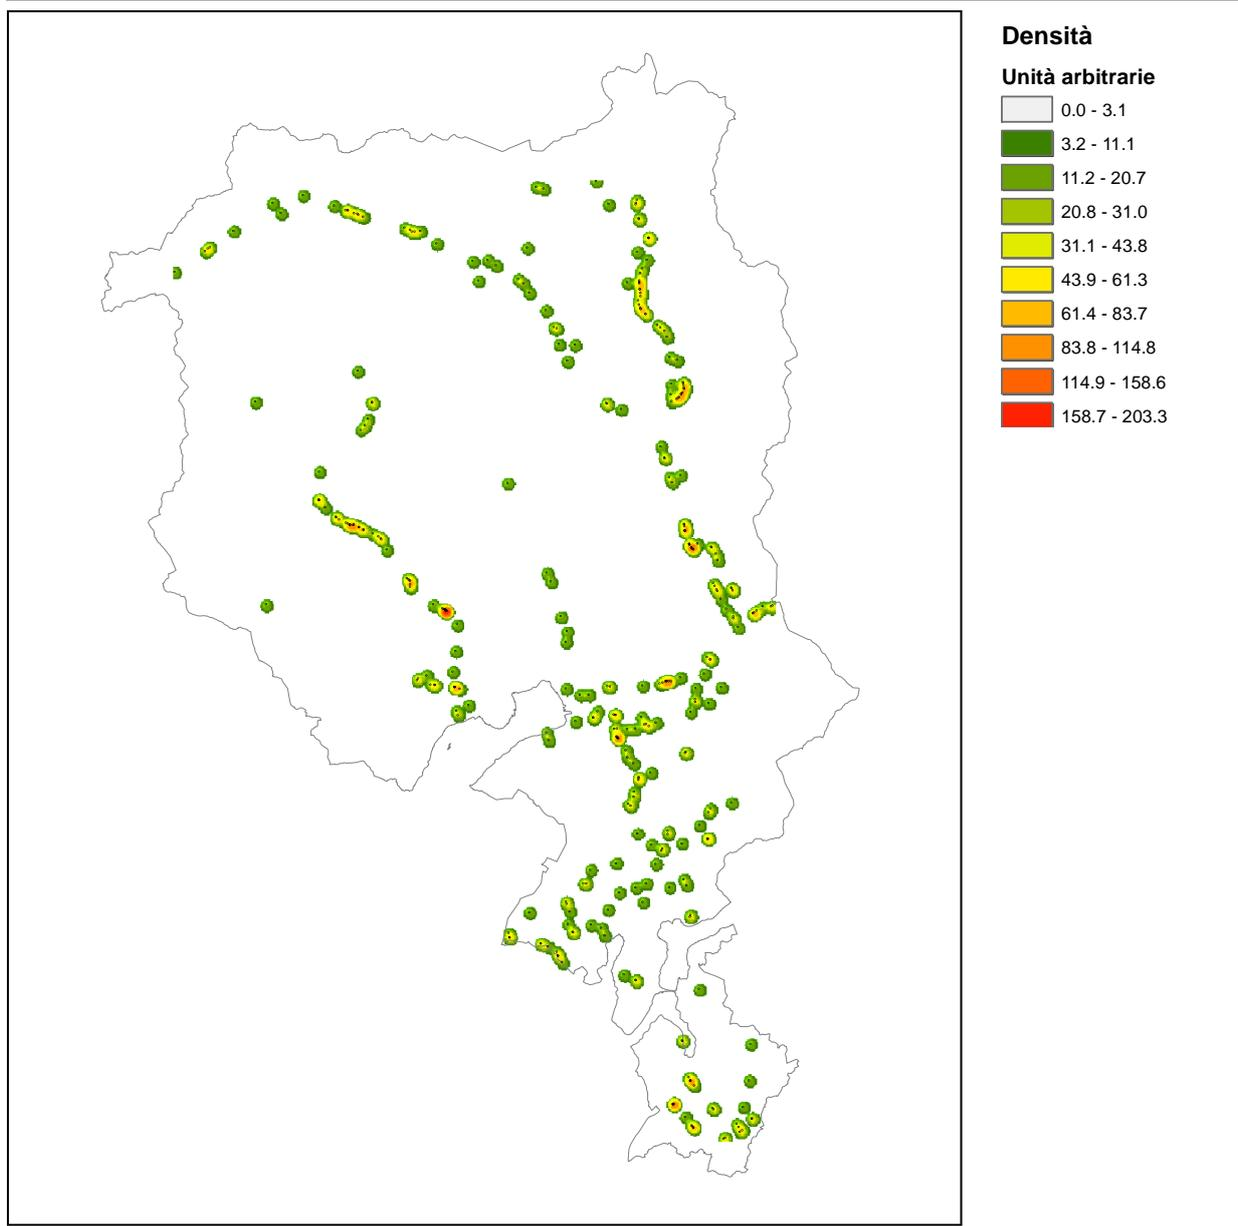 Densità
Unità arbitrarie
0.0 - 3.1
3.2 - 11.1
11.2 - 20.7
20.8 - 31.0
31.1 - 43.8
43.9 - 61.3
61.4 - 83.7
83.8 - 114.8
114.9 - 158.6
158.7 - 203.3